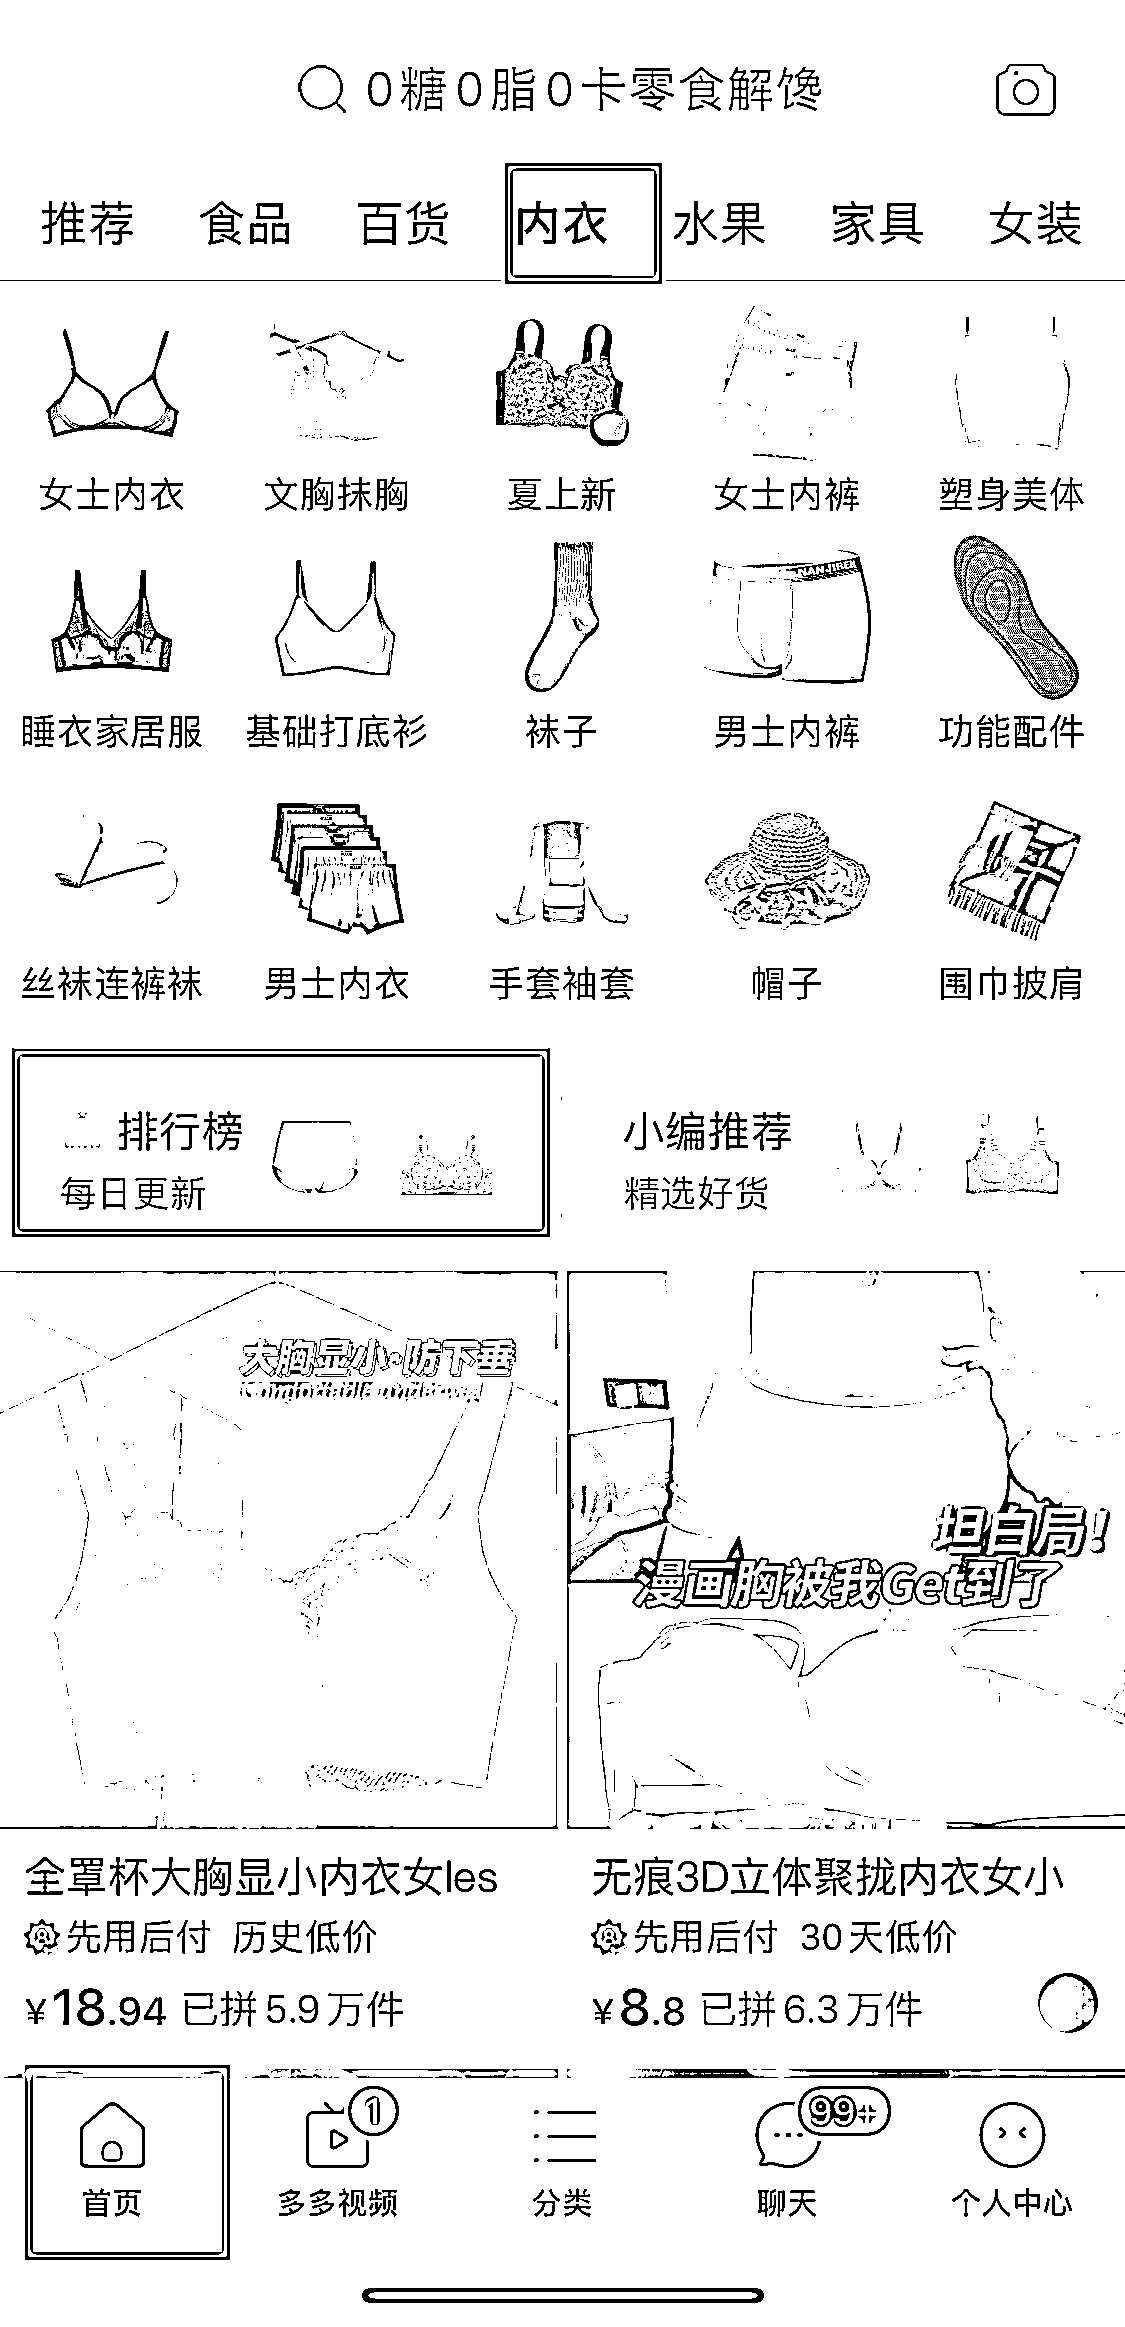 0糖0脂0卡零食解馋
推荐 食品 百货 内衣 水果 家具 女装
女士内衣 文胸抹胸 夏上新 女士内裤 塑身美体
睡衣家居服 基础打底衫 袜子 男士内裤 功能配件
丝袜连裤袜 男士内衣 手套袖套 帽子 围巾披肩
排行榜 小编推荐
每日更新 精选好货
大胸显小·防下垂
坦白局！
漫画胸被我Get到了
全罩杯大胸显小内衣女les
无痕3D立体聚拢内衣女小
先用后付 历史低价
先用后付 30天低价
¥18.94 已拼5.9万件
¥8.8 已拼6.3万件
1
99+
首页 多多视频 分类 聊天 个人中心